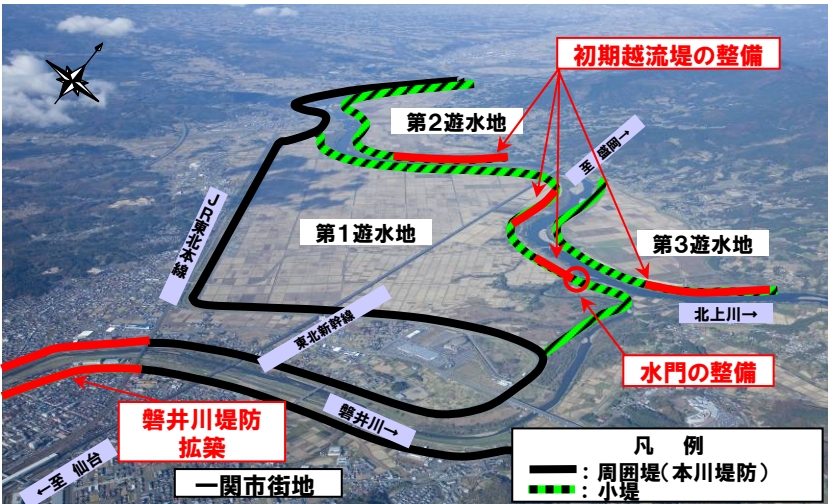 初期越流堤の整備
第2遊水地
至 盛岡→
JR東北本線
第1遊水地
第3遊水地
北上川→
東北新幹線
水門の整備
磐井川堤防
拡築
磐井川→
←至 仙台
一関市街地
凡 例
：周囲堤(本川堤防)
：小堤